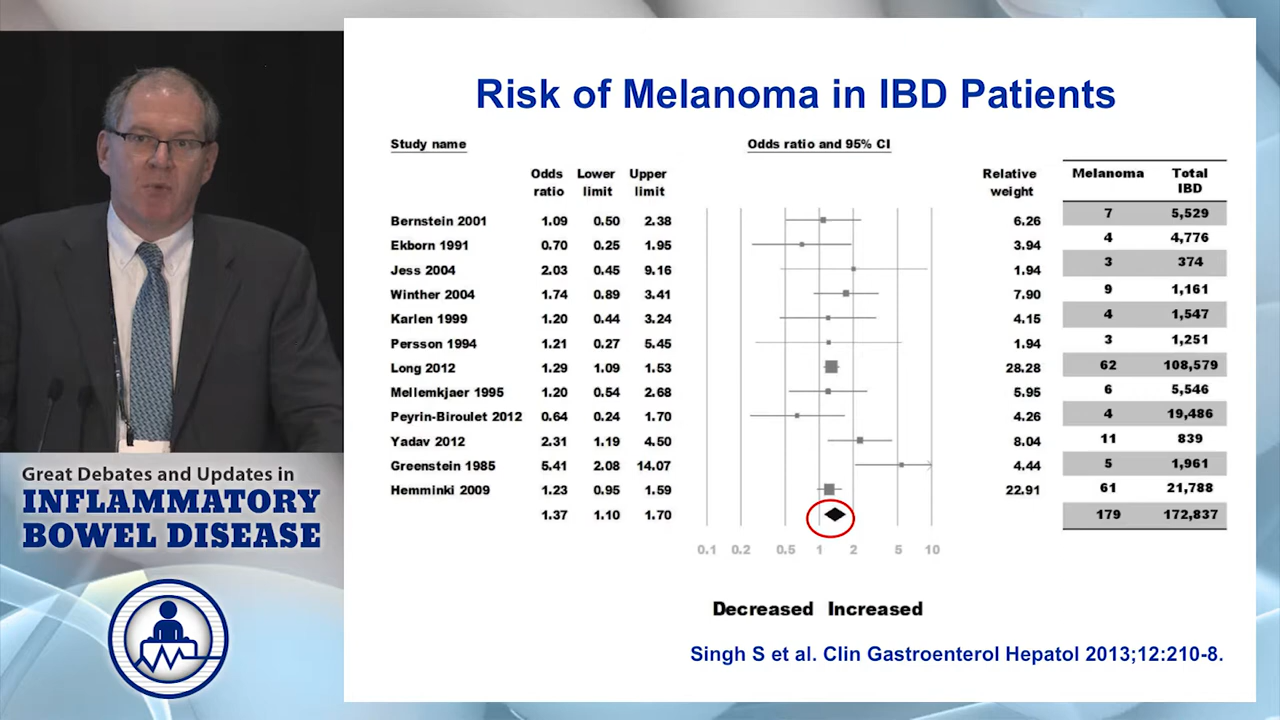 Risk of Melanoma in IBD Patients
Study name
Odds ratio and 95% CI
Odds ratio Lower limit Upper limit
Relative weight
Melanoma Total IBD
Bernstein 2001 1.09 0.50 2.38 6.26 7 5,529
Ekborn 1991 0.70 0.25 1.95 3.94 4 4,776
Jess 2004 2.03 0.45 9.16 1.94 3 374
Winther 2004 1.74 0.89 3.41 7.90 9 1,161
Karlen 1999 1.20 0.44 3.24 4.15 4 1,547
Persson 1994 1.21 0.27 5.45 1.94 3 1,251
Long 2012 1.29 1.09 1.53 28.28 62 108,579
Mellemkjaer 1995 1.20 0.54 2.68 5.95 6 5,546
Peyrin-Biroulet 2012 0.64 0.24 1.70 4.26 4 19,486
Yadav 2012 2.31 1.19 4.50 8.04 11 839
Greenstein 1985 5.41 2.08 14.07 4.44 5 1,961
Hemminki 2009 1.23 0.95 1.59 22.91 61 21,788
1.37 1.10 1.70 179 172,837
0.1 0.2 0.5 1 2 5 10
Decreased Increased
Singh S et al. Clin Gastroenterol Hepatol 2013;12:210-8.
Great Debates and Updates in
INFLAMMATORY
BOWEL DISEASE